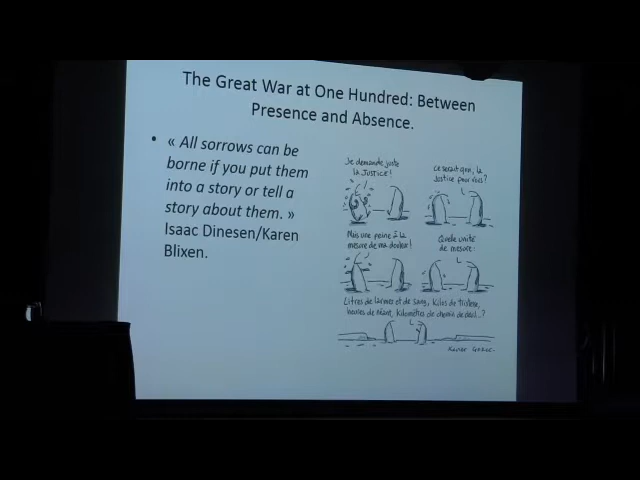 The Great War at One Hundred: Between
Presence and Absence.
• « All sorrows can be
borne if you put them
into a story or tell a
story about them. »
Isaac Dinesen/Karen
Blixen.
Je demande juste
la Justice!
Ce serait quoi, la
Justice pour vous?
Mais une peine à la
mesure de ma douleur!
Quelle unité
de mesure?
Litres de larmes et de sang, kilos de tristesse,
heures de néant, kilomètres de chemin de deuil...?
Xavier Gorce